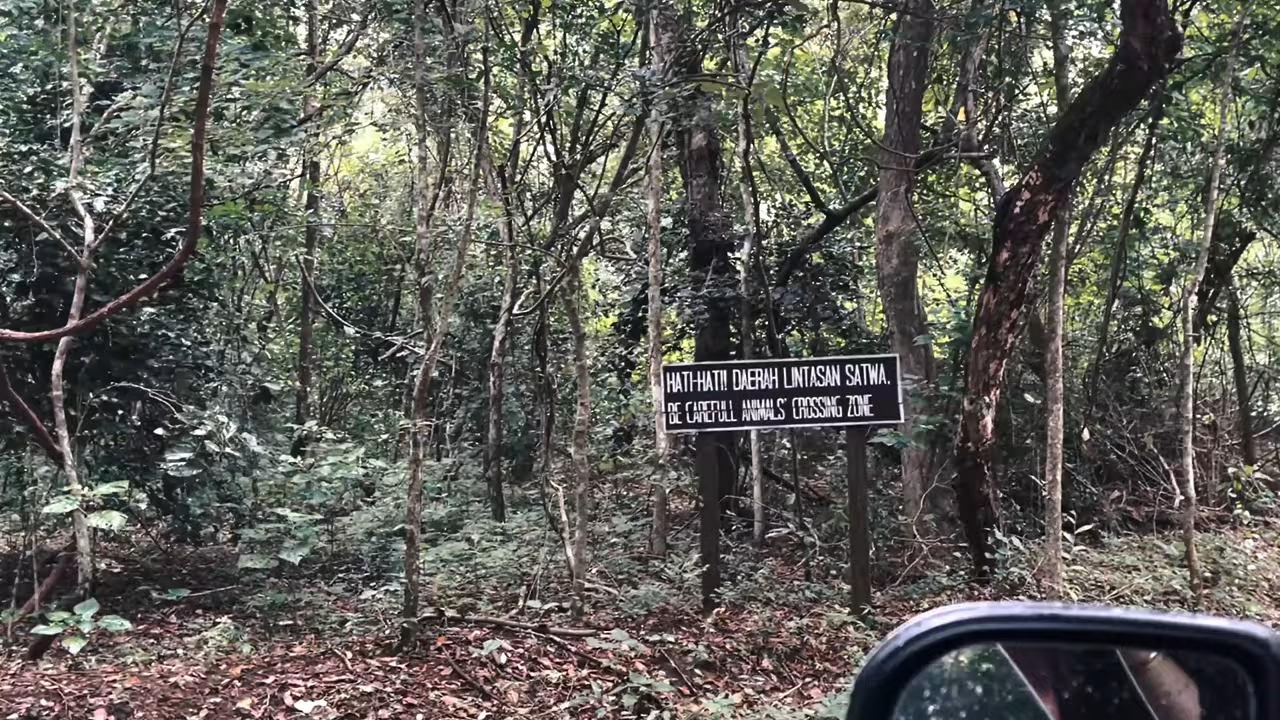 HATI-HATI! DAERAH LINTASAN SATWA.
BE CAREFULL ANIMALS' CROSSING ZONE